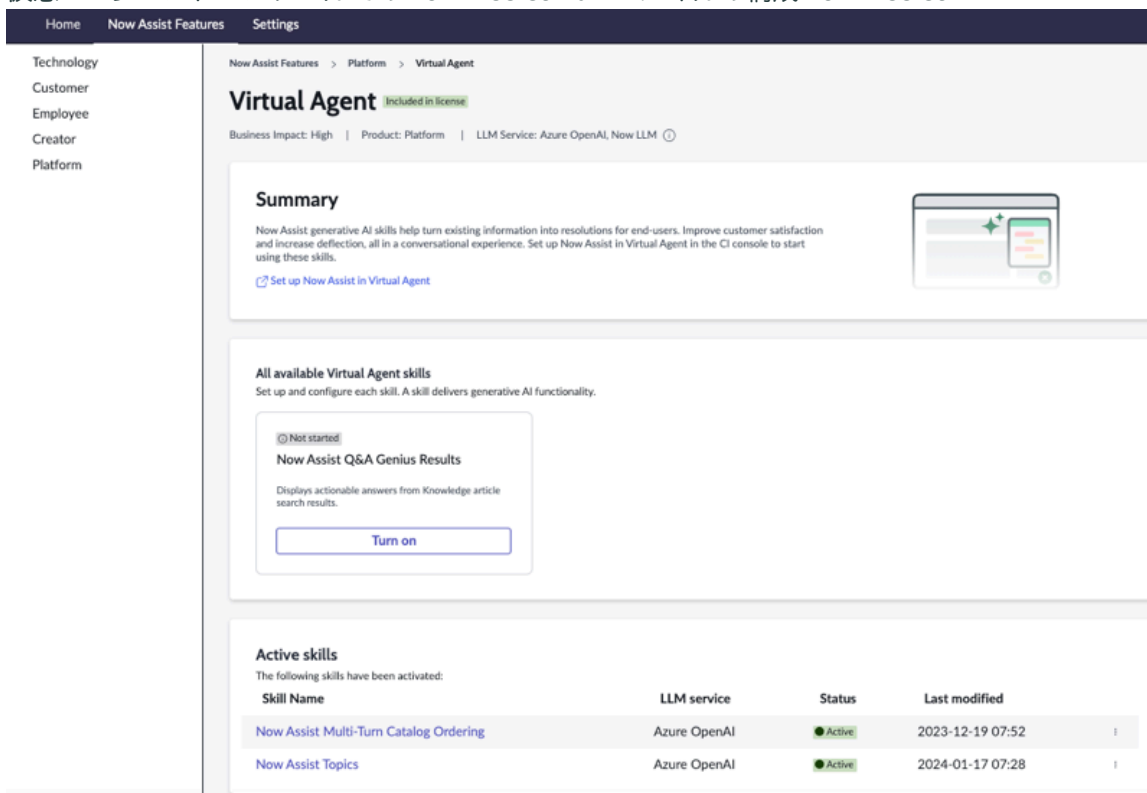 Home Now Assist Features Settings
Technology
Customer
Employee
Creator
Platform
Now Assist Features > Platform > Virtual Agent
Virtual Agent Included in license
Business Impact: High | Product: Platform | LLM Service: Azure OpenAI, Now LLM
Summary
Now Assist generative AI skills help turn existing information into resolutions for end-users. Improve customer satisfaction
and increase deflection, all in a conversational experience. Set up Now Assist in Virtual Agent in the CI console to start
using these skills.
Set up Now Assist in Virtual Agent
All available Virtual Agent skills
Set up and configure each skill. A skill delivers generative AI functionality.
Not started
Now Assist Q&A Genius Results
Displays actionable answers from Knowledge article
search results.
Turn on
Active skills
The following skills have been activated:
Skill Name LLM service Status Last modified
Now Assist Multi-Turn Catalog Ordering Azure OpenAI Active 2023-12-19 07:52
Now Assist Topics Azure OpenAI Active 2024-01-17 07:28